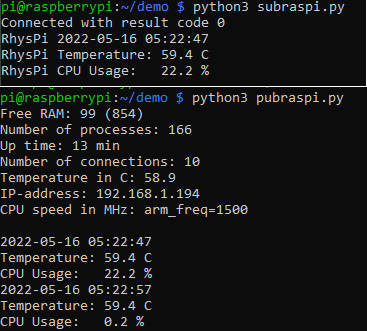 pi@raspberrypi:~/demo $ python3 subraspi.py
Connected with result code 0
RhysPi 2022-05-16 05:22:47
RhysPi Temperature: 59.4 C
RhysPi CPU Usage:   22.2 %
pi@raspberrypi:~/demo $ python3 pubraspi.py
Free RAM: 99 (854)
Number of processes: 166
Up time: 13 min
Number of connections: 10
Temperature in C: 58.9
IP-address: 192.168.1.194
CPU speed in MHz: arm_freq=1500
2022-05-16 05:22:47
Temperature: 59.4 C
CPU Usage:   22.2 %
2022-05-16 05:22:57
Temperature: 59.4 C
CPU Usage:   0.2 %